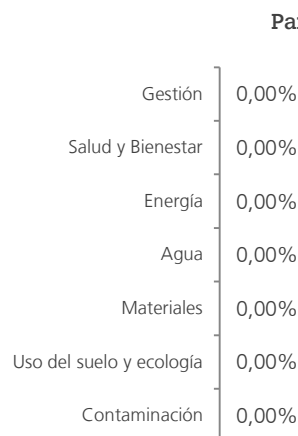 Gestión 0,00%
Salud y Bienestar 0,00%
Energía 0,00%
Agua 0,00%
Materiales 0,00%
Uso del suelo y ecología 0,00%
Contaminación 0,00%